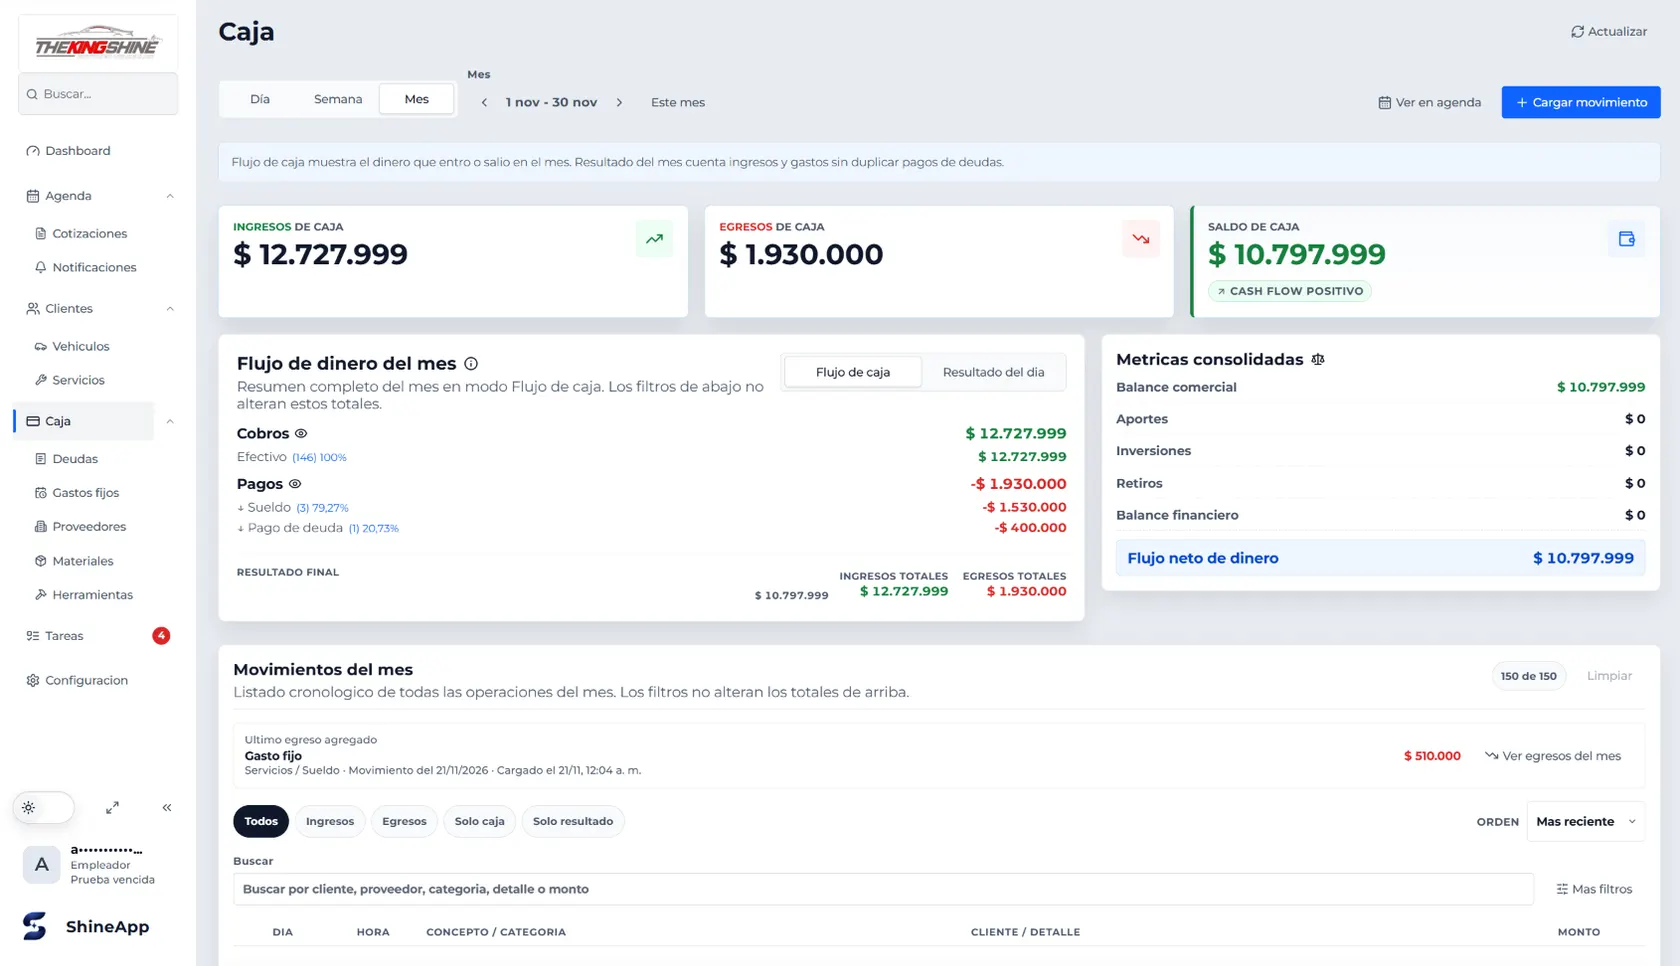 THEKINGSHINE
Buscar...
Dashboard
Agenda
Cotizaciones
Notificaciones
Clientes
Vehiculos
Servicios
Caja
Deudas
Gastos fijos
Proveedores
Materiales
Herramientas
Tareas
4
Configuracion
A
a•••••••••••...
Empleador
Prueba vencida
ShineApp
Caja
Actualizar
Día
Semana
Mes
Mes
1 nov - 30 nov
Este mes
Ver en agenda
+ Cargar movimiento
Flujo de caja muestra el dinero que entro o salio en el mes. Resultado del mes cuenta ingresos y gastos sin duplicar pagos de deudas.
INGRESOS DE CAJA
$ 12.727.999
EGRESOS DE CAJA
$ 1.930.000
SALDO DE CAJA
$ 10.797.999
↗ CASH FLOW POSITIVO
Flujo de dinero del mes
Resumen completo del mes en modo Flujo de caja. Los filtros de abajo no
alteran estos totales.
Flujo de caja
Resultado del dia
Cobros
$ 12.727.999
Efectivo (146) 100%
$ 12.727.999
Pagos
-$ 1.930.000
↓ Sueldo (3) 79,27%
-$ 1.530.000
↓ Pago de deuda (1) 20,73%
-$ 400.000
RESULTADO FINAL
$ 10.797.999
INGRESOS TOTALES
$ 12.727.999
EGRESOS TOTALES
$ 1.930.000
Metricas consolidadas
Balance comercial
$ 10.797.999
Aportes
$ 0
Inversiones
$ 0
Retiros
$ 0
Balance financiero
$ 0
Flujo neto de dinero
$ 10.797.999
Movimientos del mes
Listado cronologico de todas las operaciones del mes. Los filtros no alteran los totales de arriba.
150 de 150
Limpiar
Ultimo egreso agregado
Gasto fijo
Servicios / Sueldo · Movimiento del 21/11/2026 · Cargado el 21/11, 12:04 a. m.
$ 510.000
Ver egresos del mes
Todos
Ingresos
Egresos
Solo caja
Solo resultado
ORDEN
Mas reciente
Buscar
Buscar por cliente, proveedor, categoria, detalle o monto
Mas filtros
DIA
HORA
CONCEPTO / CATEGORIA
CLIENTE / DETALLE
MONTO